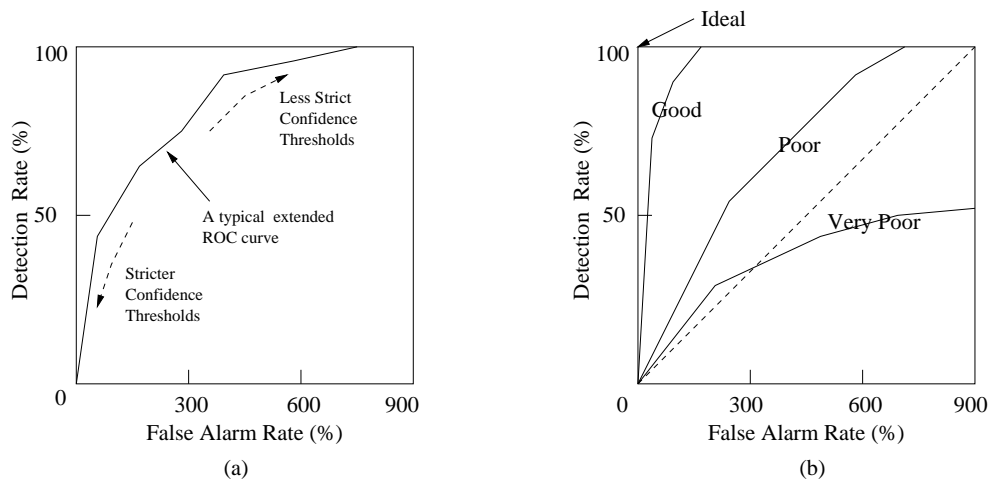 100
50
0
300
600
900
Detection Rate (%)
False Alarm Rate (%)
Less Strict
Confidence
Thresholds
A typical extended
ROC curve
Stricter
Confidence
Thresholds
(a)
Ideal
100
50
0
300
600
900
Detection Rate (%)
False Alarm Rate (%)
Good
Poor
Very Poor
(b)